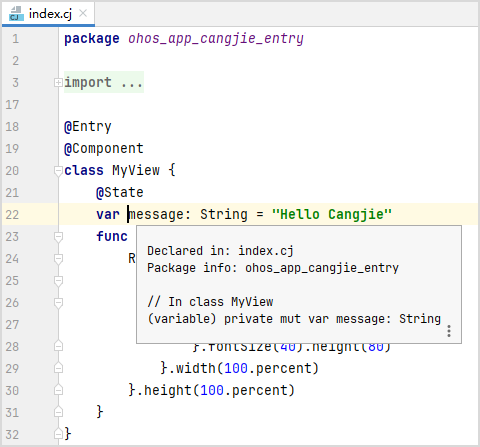 index.cj
1 package ohos_app_cangjie_entry
2
3 import ...
17
18 @Entry
19 @Component
20 class MyView {
21 @State
22 var message: String = "Hello Cangjie"
23 func
24 R
Declared in: index.cj
25
Package info: ohos_app_cangjie_entry
26
// In class MyView
27
(variable) private mut var message: String
28 }.fontSize(40).height(80)
29 }.width(100.percent)
30 }.height(100.percent)
31 }
32 }